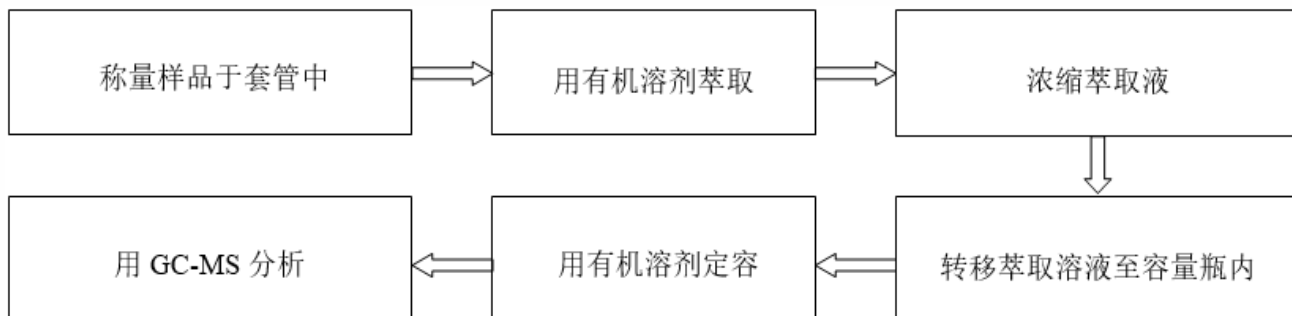 称量样品于套管中
用有机溶剂萃取
浓缩萃取液
转移萃取溶液至容量瓶内
用有机溶剂定容
用 GC-MS 分析